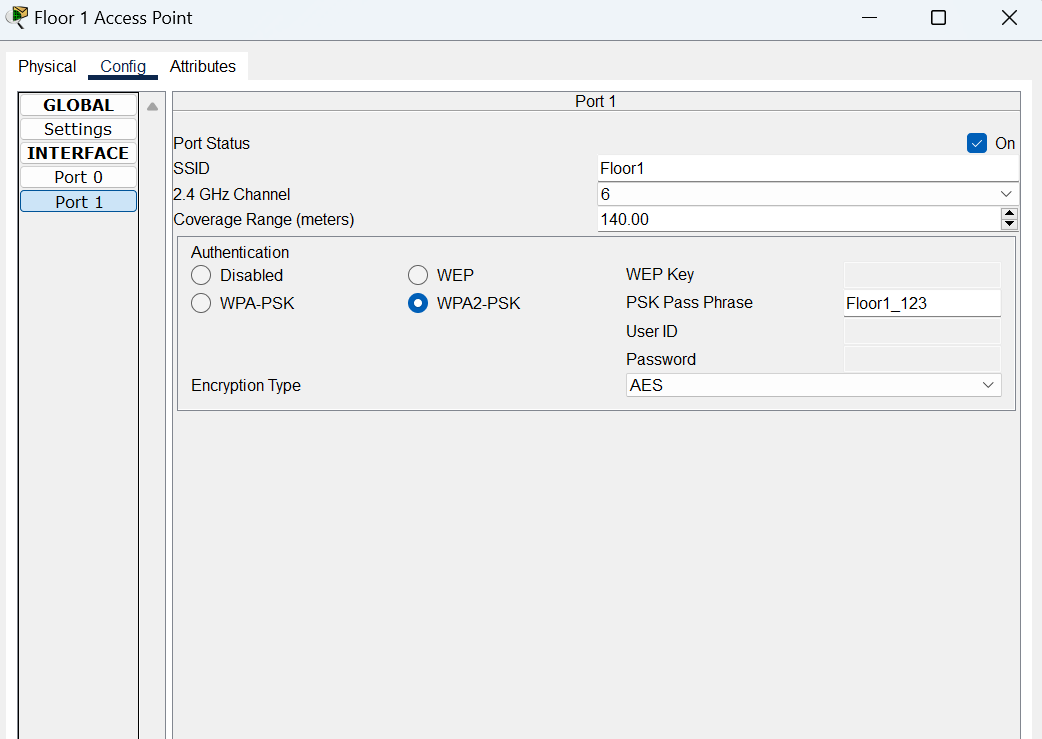 Floor 1 Access Point
Physical Config Attributes
GLOBAL
Settings
INTERFACE
Port 0
Port 1
Port 1
Port Status On
SSID Floor1
2.4 GHz Channel 6
Coverage Range (meters) 140.00
Authentication
Disabled WEP WEP Key
WPA-PSK WPA2-PSK PSK Pass Phrase Floor1_123
User ID
Password
Encryption Type AES